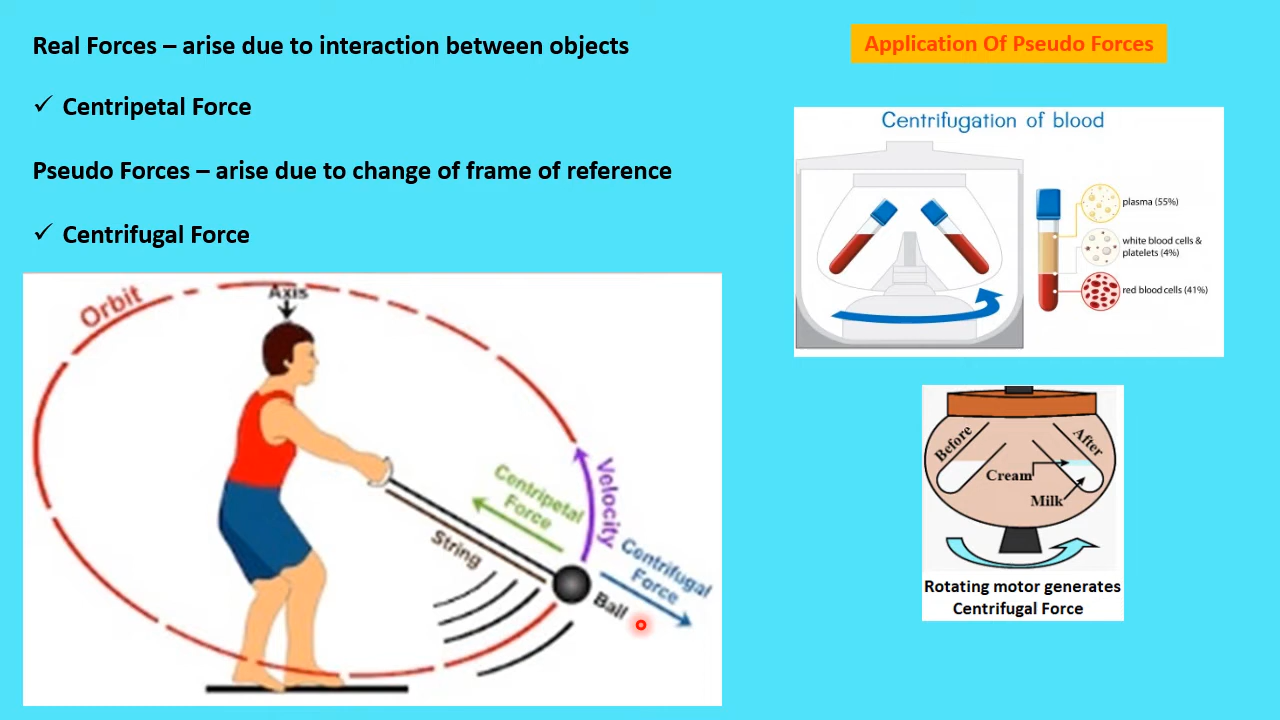 Real Forces – arise due to interaction between objects
✓ Centripetal Force
Pseudo Forces – arise due to change of frame of reference
✓ Centrifugal Force
Orbit
Axis
Centripetal
Force
Velocity
String
Ball
Centrifugal
Force
Application Of Pseudo Forces
Centrifugation of blood
plasma (55%)
white blood cells &
platelets (4%)
red blood cells (41%)
Before
After
Cream
Milk
Rotating motor generates
Centrifugal Force